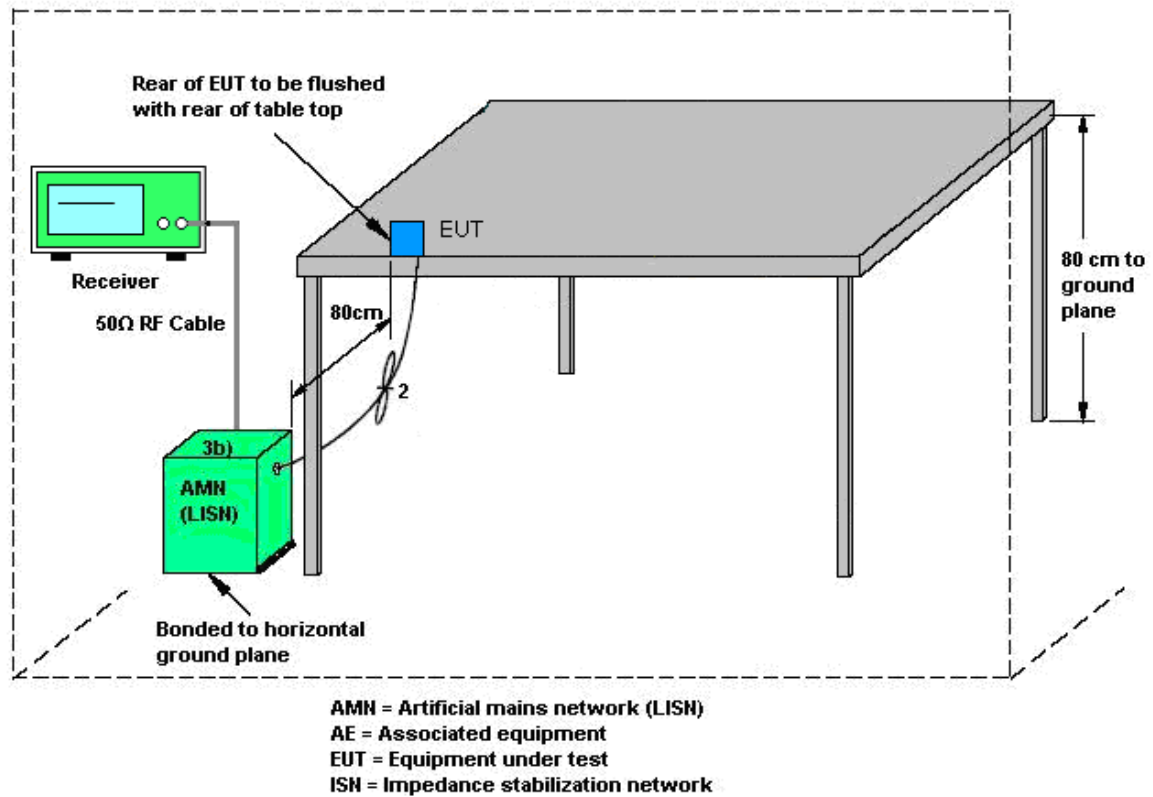 Rear of EUT to be flushed
with rear of table top
EUT
Receiver
50Ω RF Cable
80cm
2
80 cm to
ground
plane
3b)
AMN
(LISN)
Bonded to horizontal
ground plane
AMN = Artificial mains network (LISN)
AE = Associated equipment
EUT = Equipment under test
ISN = Impedance stabilization network